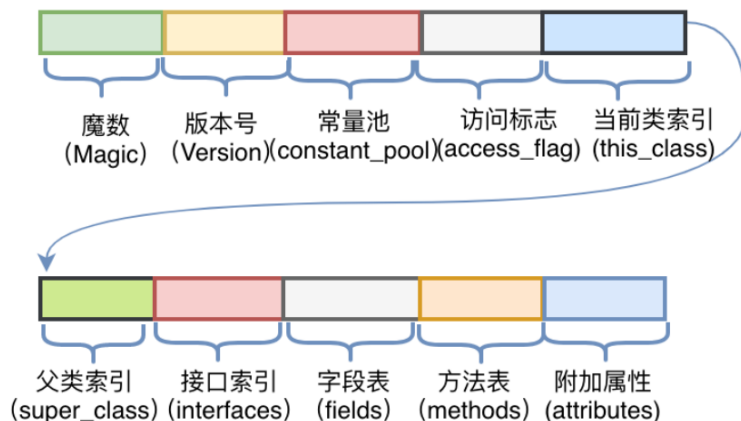 魔数 版本号 常量池 访问标志 当前类索引
(Magic) (Version) (constant_pool) (access_flag) (this_class)
父类索引 接口索引 字段表 方法表 附加属性
(super_class) (interfaces) (fields) (methods) (attributes)